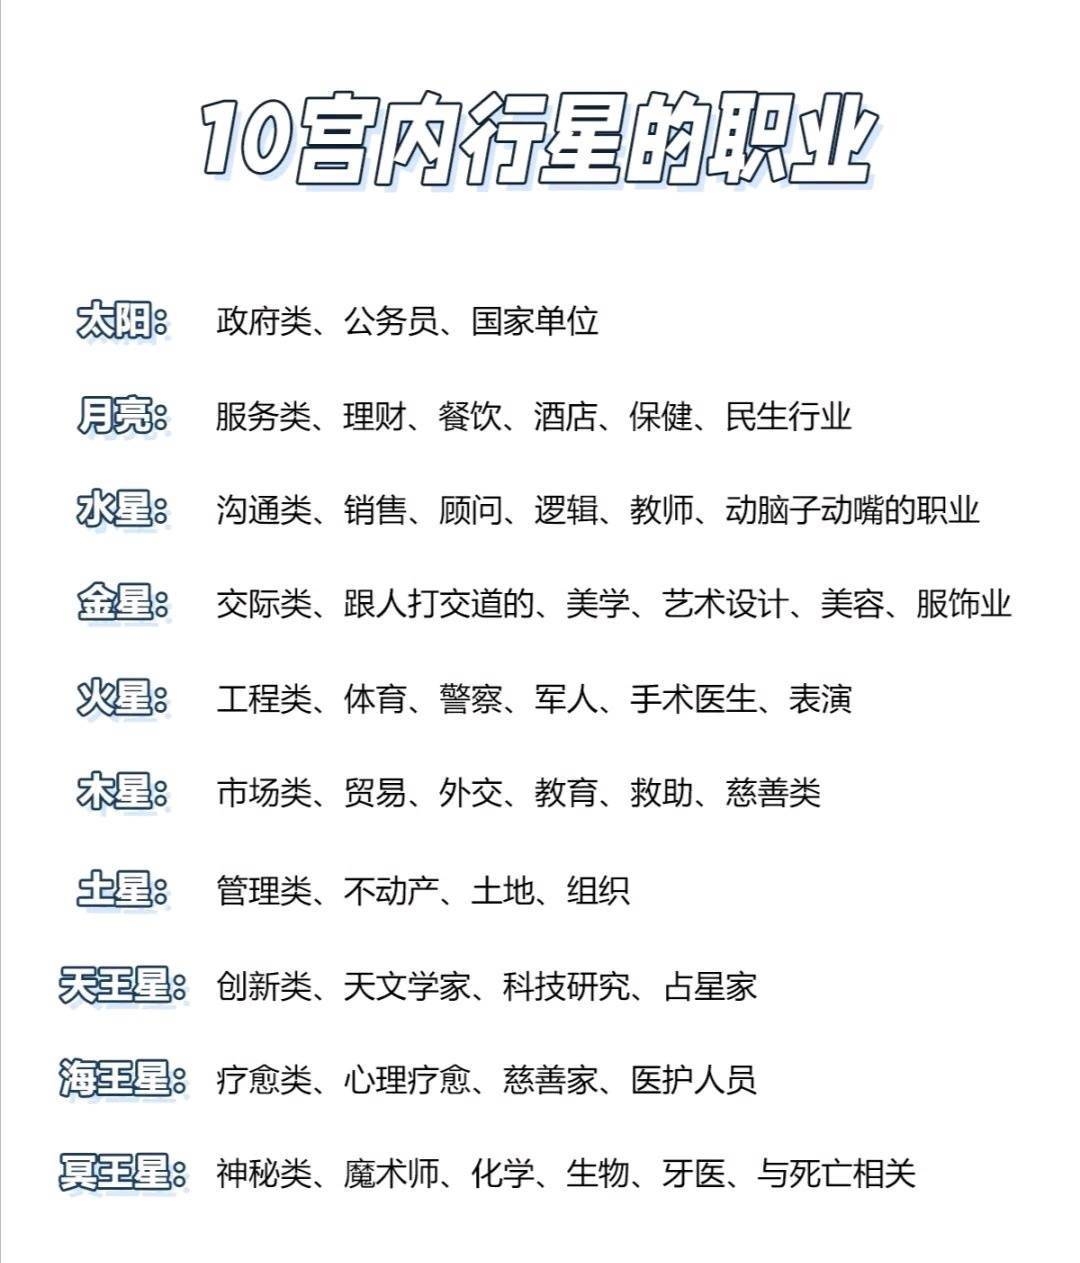 10宫内行星的职业
太阳： 政府类、公务员、国家单位
月亮： 服务类、理财、餐饮、酒店、保健、民生行业
水星： 沟通类、销售、顾问、逻辑、教师、动脑子动嘴的职业
金星： 交际类、跟人打交道的、美学、艺术设计、美容、服饰业
火星： 工程类、体育、警察、军人、手术医生、表演
木星： 市场类、贸易、外交、教育、救助、慈善类
土星： 管理类、不动产、土地、组织
天王星： 创新类、天文学家、科技研究、占星家
海王星： 疗愈类、心理疗愈、慈善家、医护人员
冥王星： 神秘类、魔术师、化学、生物、牙医、与死亡相关